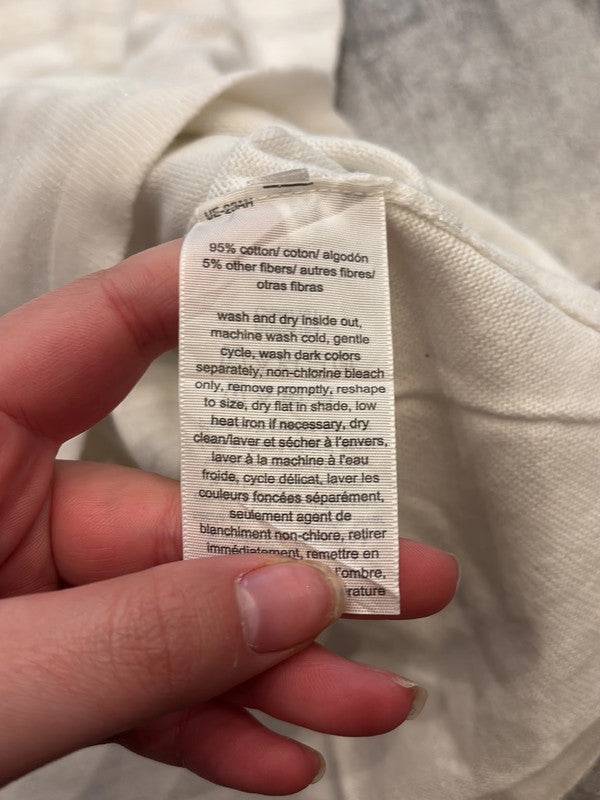 95% cotton/ coton/ algodón
5% other fibers/ autres fibres/
otras fibras
wash and dry inside out,
machine wash cold, gentle
cycle, wash dark colors
separately, non-chlorine bleach
only, remove promptly, reshape
to size, dry flat in shade, low
heat iron if necessary, dry
clean/laver et sécher à l'envers,
laver à la machine à l'eau
froide, cycle délicat, laver les
couleurs foncées séparément,
seulement agent de
blanchiment non-chlore, retirer
immédiatement, remettre en
l'ombre,
rature